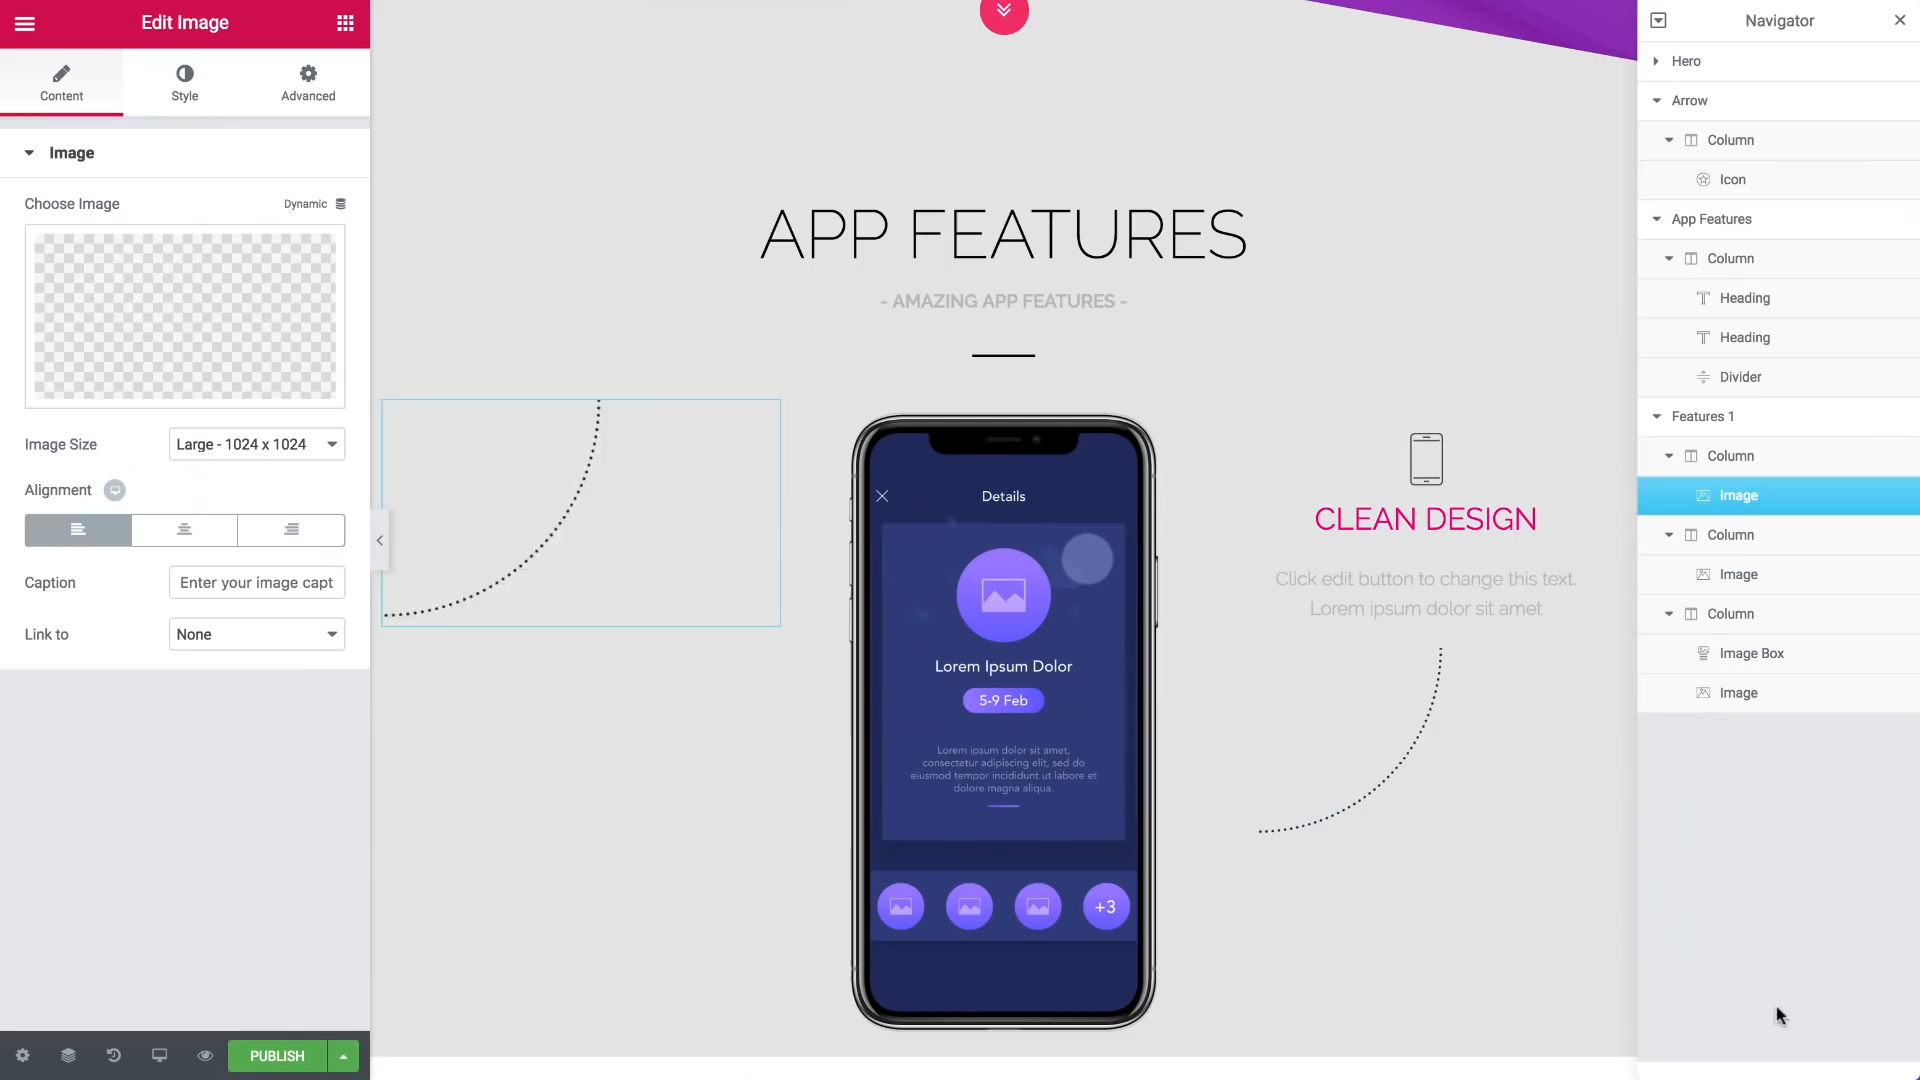 Edit Image
Content
Style
Advanced
Image
Choose Image
Dynamic
Image Size
Large - 1024 x 1024
Alignment
Caption
Enter your image capt
Link to
None
PUBLISH
APP FEATURES
- AMAZING APP FEATURES -
Details
Lorem Ipsum Dolor
5-9 Feb
Lorem ipsum dolor sit amet,
consectetur adipiscing elit, sed do
eiusmod tempor incididunt ut labore et
dolore magna aliqua.
+3
CLEAN DESIGN
Click edit button to change this text.
Lorem ipsum dolor sit amet
Navigator
Hero
Arrow
Column
Icon
App Features
Column
Heading
Heading
Divider
Features 1
Column
Image
Column
Image
Column
Image Box
Image